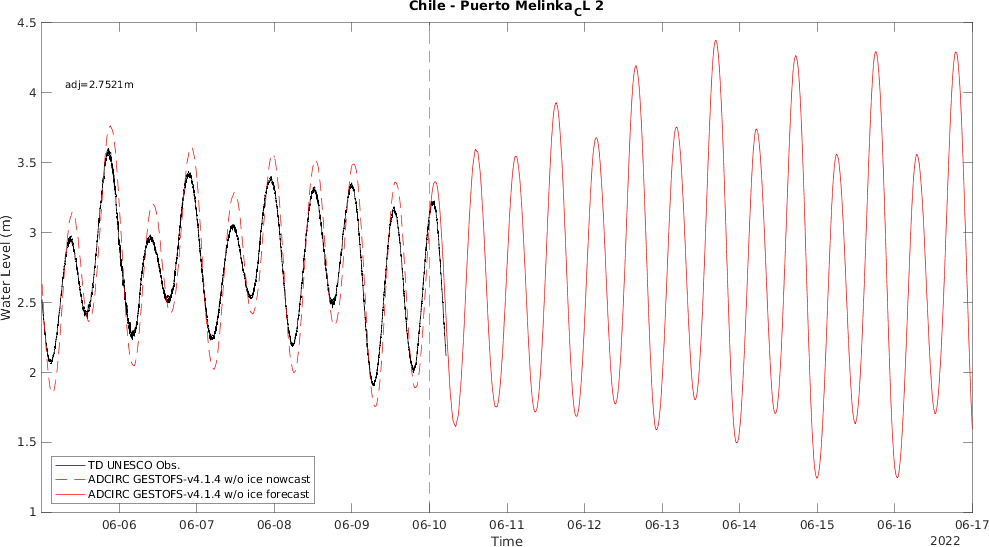 Chile - Puerto MelinkaCL 2
4.5
4
3.5
3
2.5
2
1.5
1
Water Level (m)
adj=2.7521m
TD UNESCO Obs.
ADCIRC GESTOFS-v4.1.4 w/o ice nowcast
ADCIRC GESTOFS-v4.1.4 w/o ice forecast
06-06 06-07 06-08 06-09 06-10 06-11 06-12 06-13 06-14 06-15 06-16 06-17
Time
2022